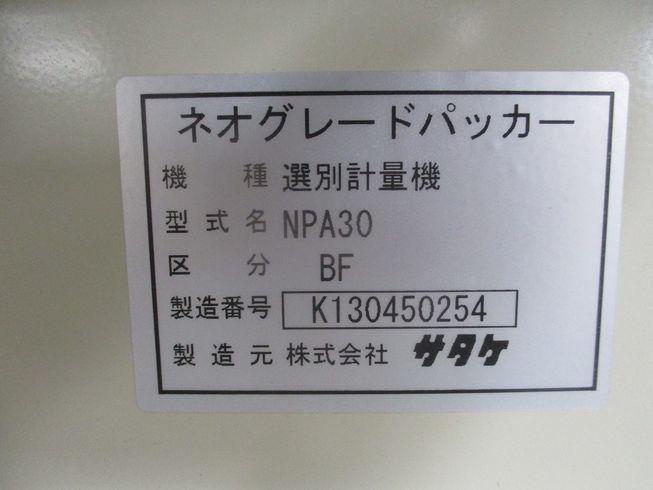 ネオグレードパッカー
機種 選別計量機
型式名 NPA30
区分 BF
製造番号 K130450254
製造元 株式会社 サタケ